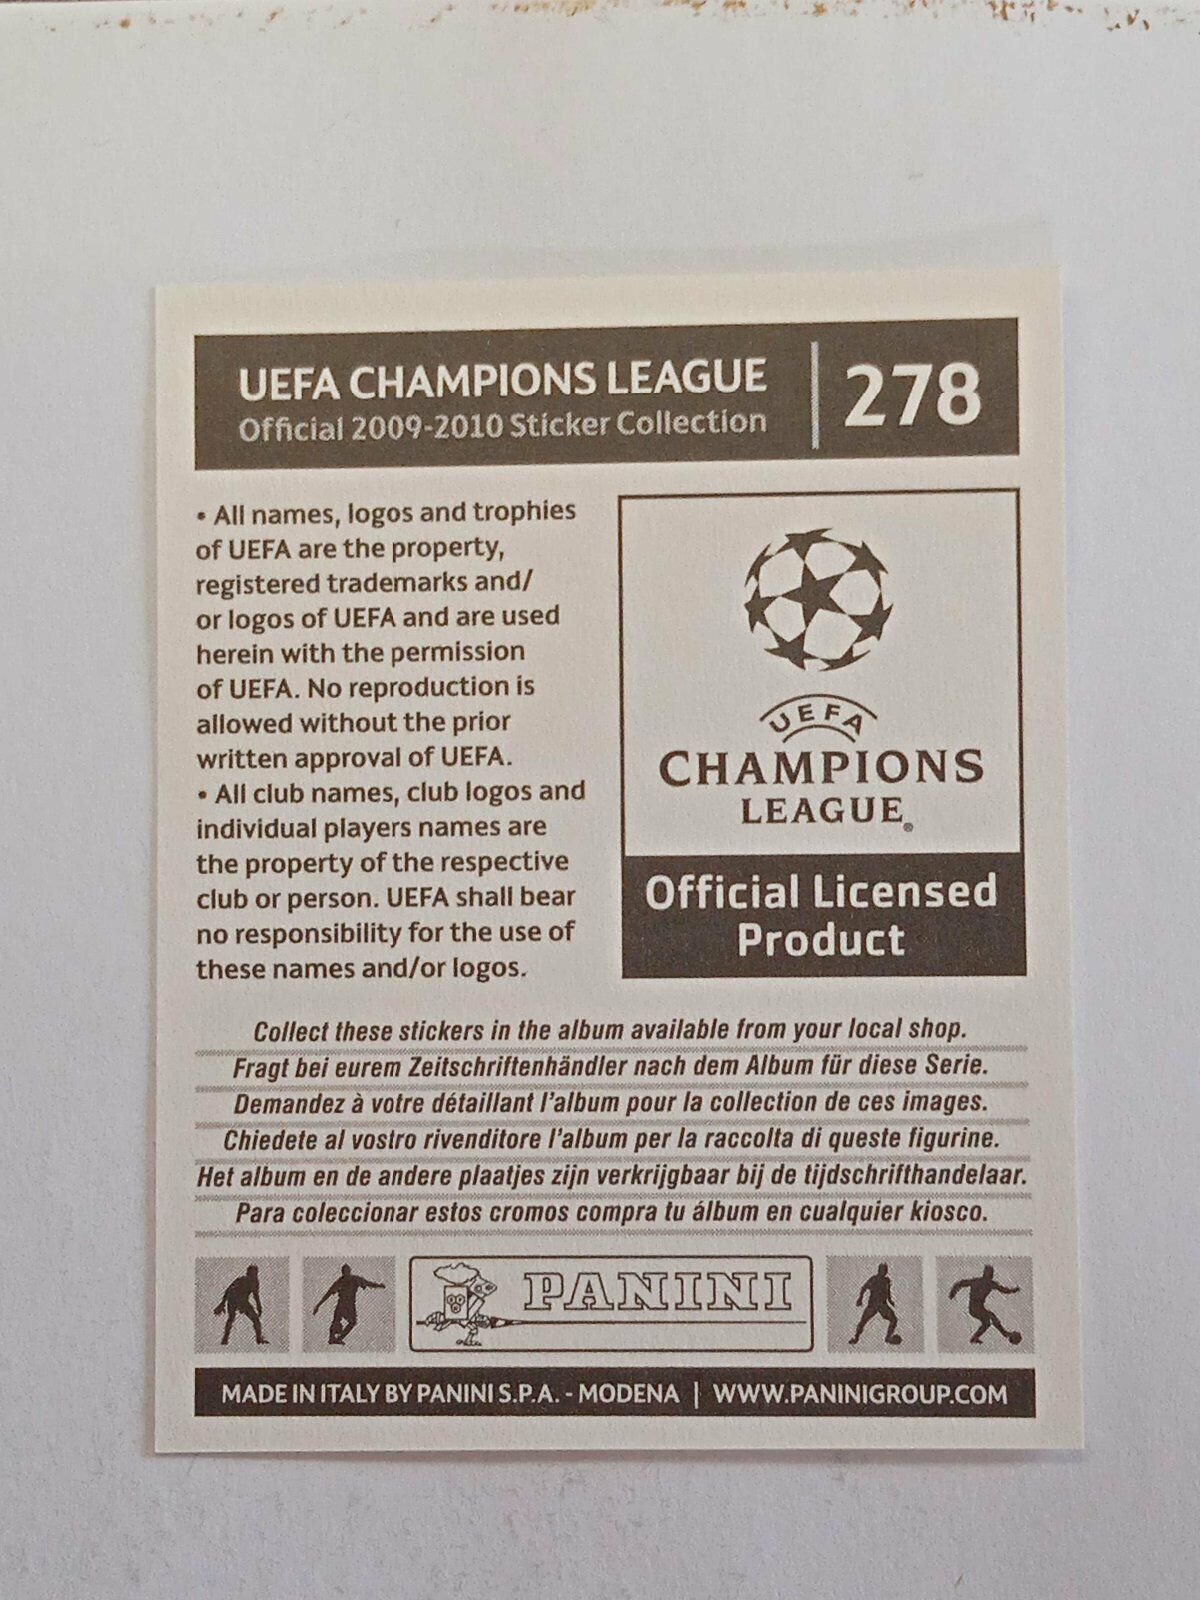 UEFA CHAMPIONS LEAGUE
Official 2009-2010 Sticker Collection
278
• All names, logos and trophies
of UEFA are the property,
registered trademarks and/
or logos of UEFA and are used
herein with the permission
of UEFA. No reproduction is
allowed without the prior
written approval of UEFA.
• All club names, club logos and
individual players names are
the property of the respective
club or person. UEFA shall bear
no responsibility for the use of
these names and/or logos.
UEFA
CHAMPIONS
LEAGUE®
Official Licensed
Product
Collect these stickers in the album available from your local shop.
Fragt bei eurem Zeitschriftenhändler nach dem Album für diese Serie.
Demandez à votre détaillant l'album pour la collection de ces images.
Chiedete al vostro rivenditore l'album per la raccolta di queste figurine.
Het album en de andere plaatjes zijn verkrijgbaar bij de tijdschrifthandelaar.
Para coleccionar estos cromos compra tu álbum en cualquier kiosco.
PANINI
MADE IN ITALY BY PANINI S.P.A. - MODENA | WWW.PANINIGROUP.COM